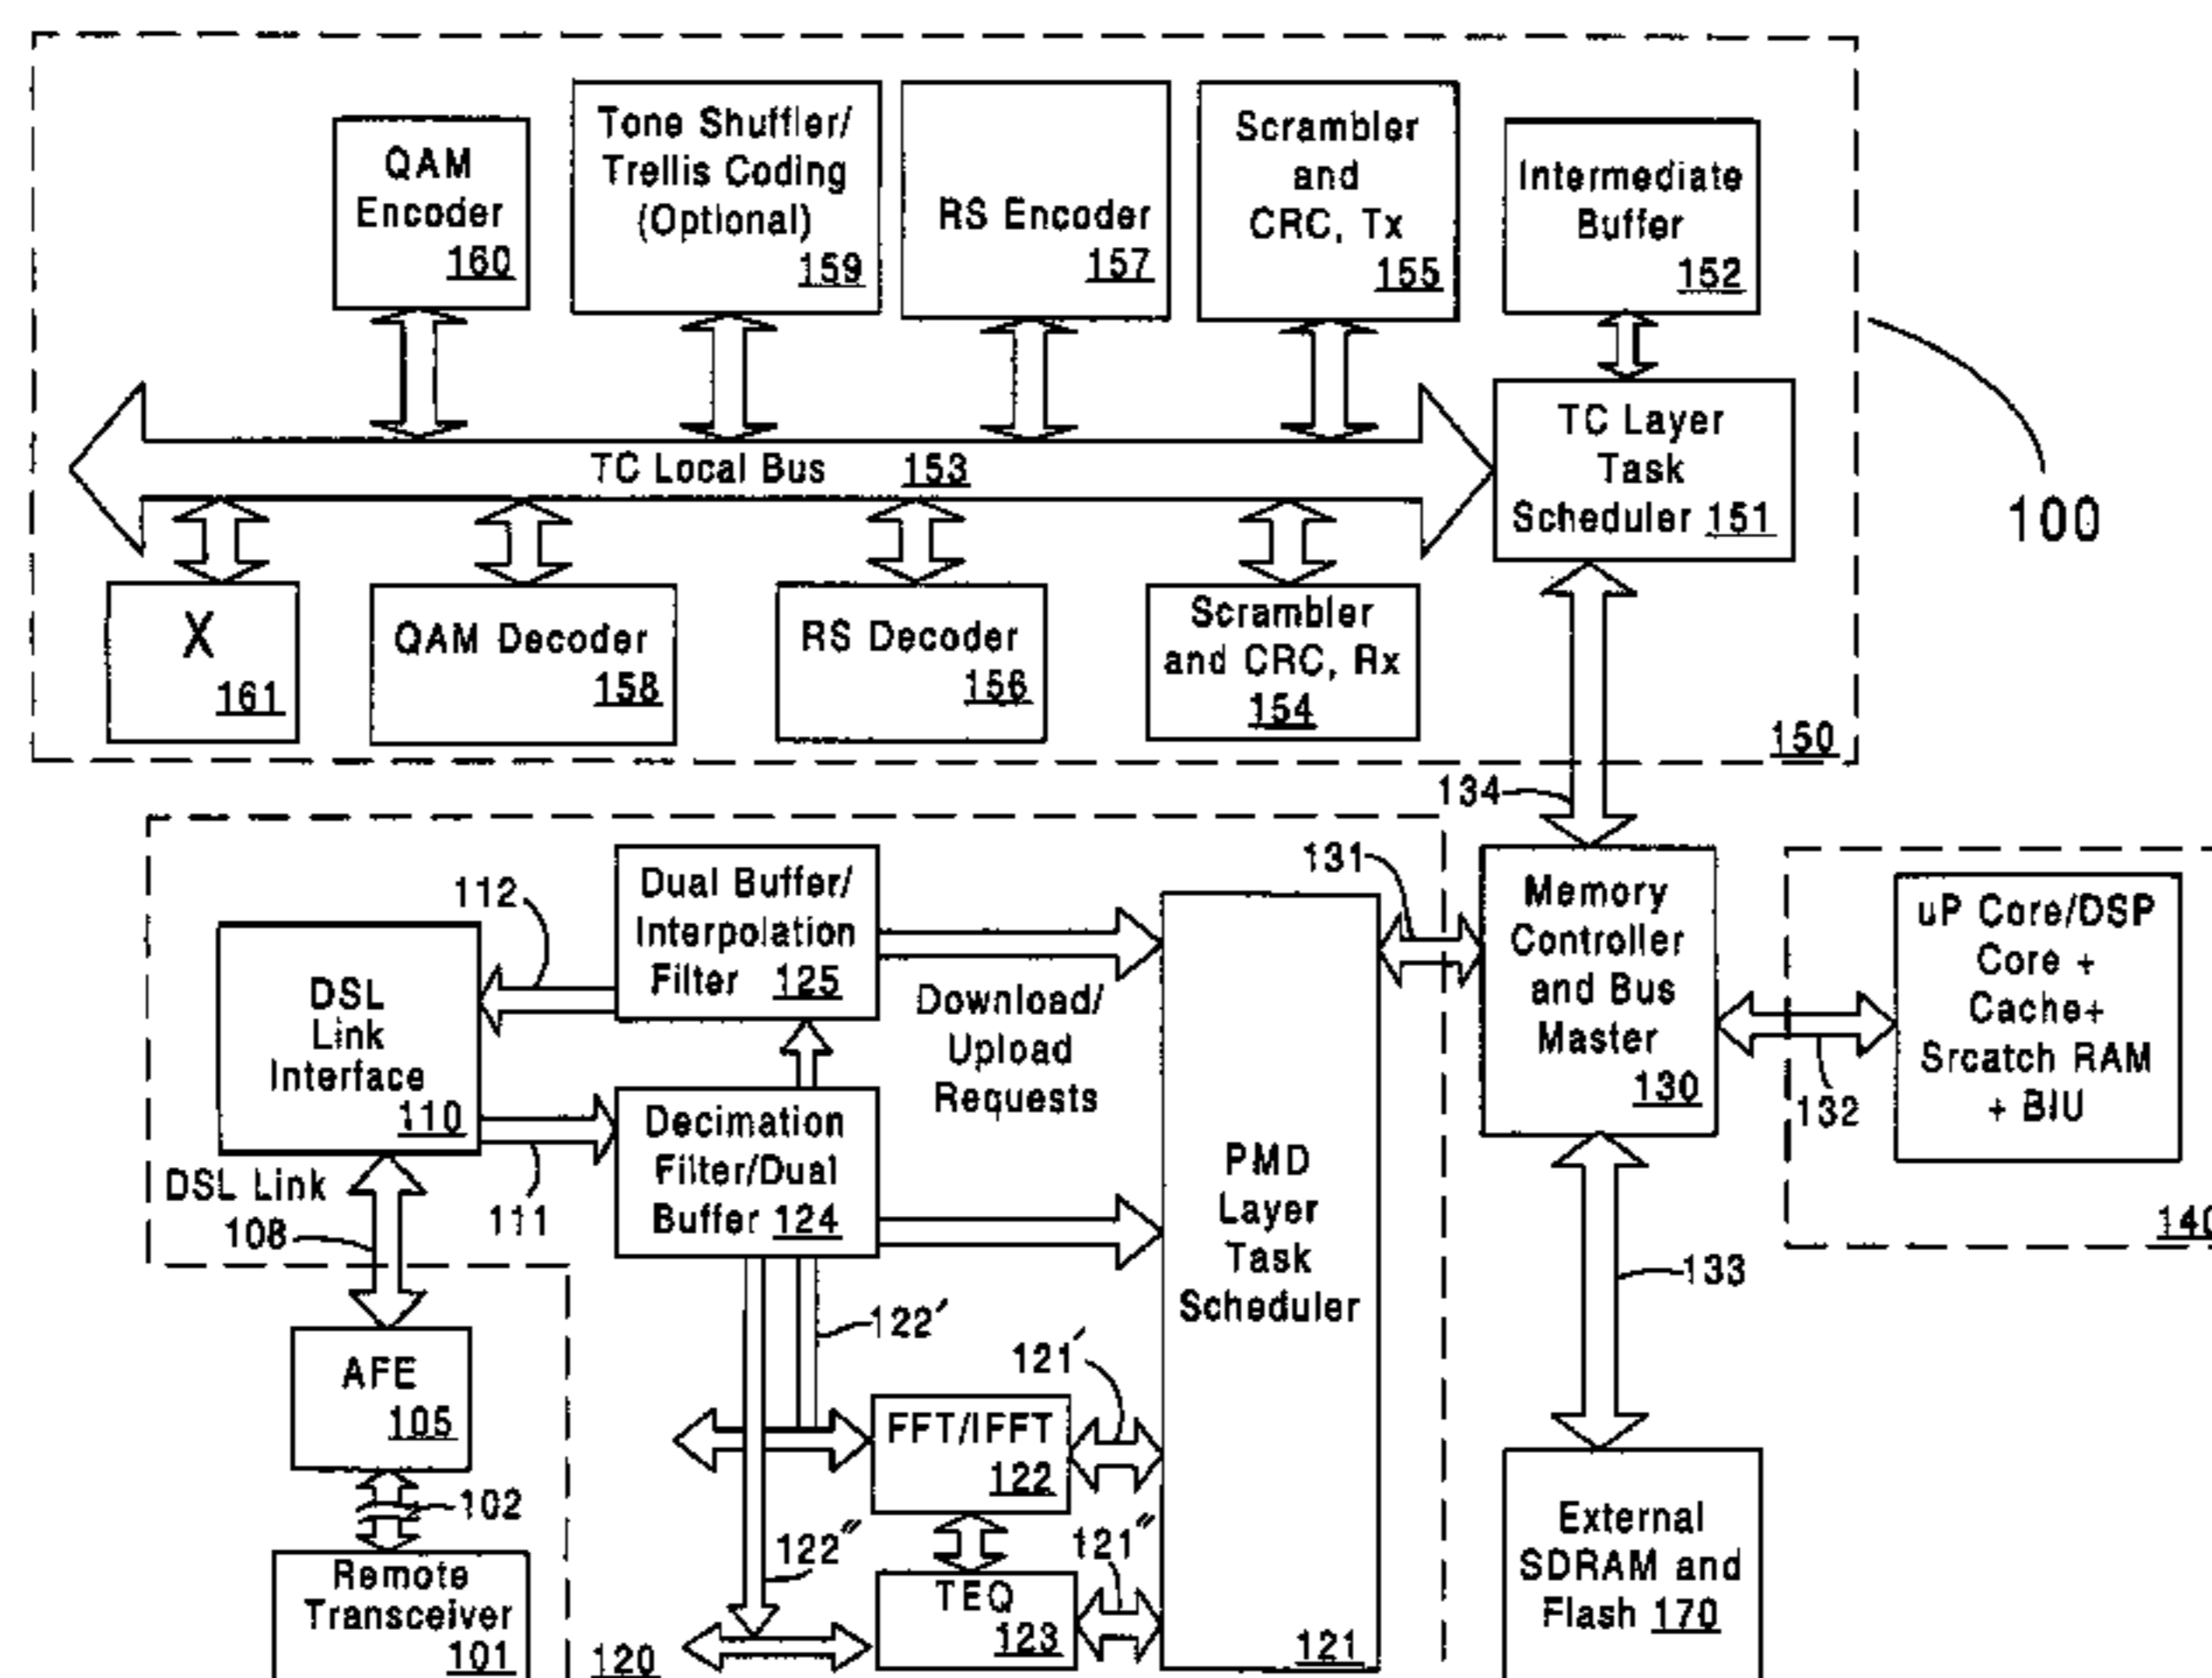 QAM
Encoder
160
Tone Shuffler/
Trellis Coding
(Optional)
159
RS Encoder
157
Scrambler
and
CRC, Tx
155
Intermediate
Buffer
152
TC Local Bus 153
TC Layer
Task
Scheduler 151
100
X
161
QAM Decoder
158
RS Decoder
156
Scrambler
and CRC, Rx
154
150
134
131
112
Dual Buffer/
Interpolation
Filter 125
DSL
Link
Interface
110
Download/
Upload
Requests
Memory
Controller
and Bus
Master
130
uP Core/DSP
Core +
Cache+
Srcatch RAM
+ BIU
132
140
Decimation
Filter/Dual
Buffer 124
111
DSL Link
108
PMD
Layer
Task
Scheduler
121
133
122′
121′
AFE
105
FFT/IFFT
122
102
122″
121″
TEQ
123
Remote
Transceiver
101
120
External
SDRAM and
Flash 170